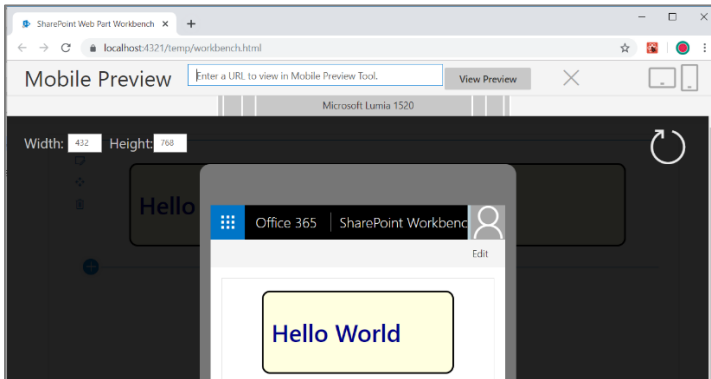 SharePoint Web Part Workbench
localhost:4321/temp/workbench.html
Mobile Preview
Enter a URL to view in Mobile Preview Tool.
View Preview
Microsoft Lumia 1520
Width: 432 Height: 768
Hello
Office 365 SharePoint Workbenc
Edit
Hello World